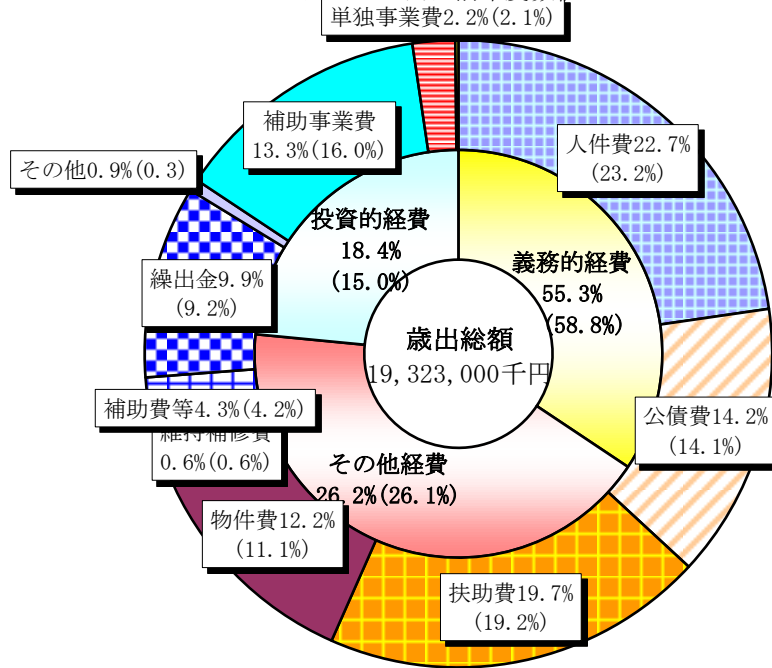 単独事業費2.2%(2.1%)
補助事業費
13.3%(16.0%)
その他0.9%(0.3)
繰出金9.9%
(9.2%)
補助費等4.3%(4.2%)
維持補修費
0.6%(0.6%)
物件費12.2%
(11.1%)
扶助費19.7%
(19.2%)
公債費14.2%
(14.1%)
人件費22.7%
(23.2%)
投資的経費
18.4%
(15.0%)
義務的経費
55.3%
(58.8%)
歳出総額
19,323,000千円
その他経費
26.2%(26.1%)